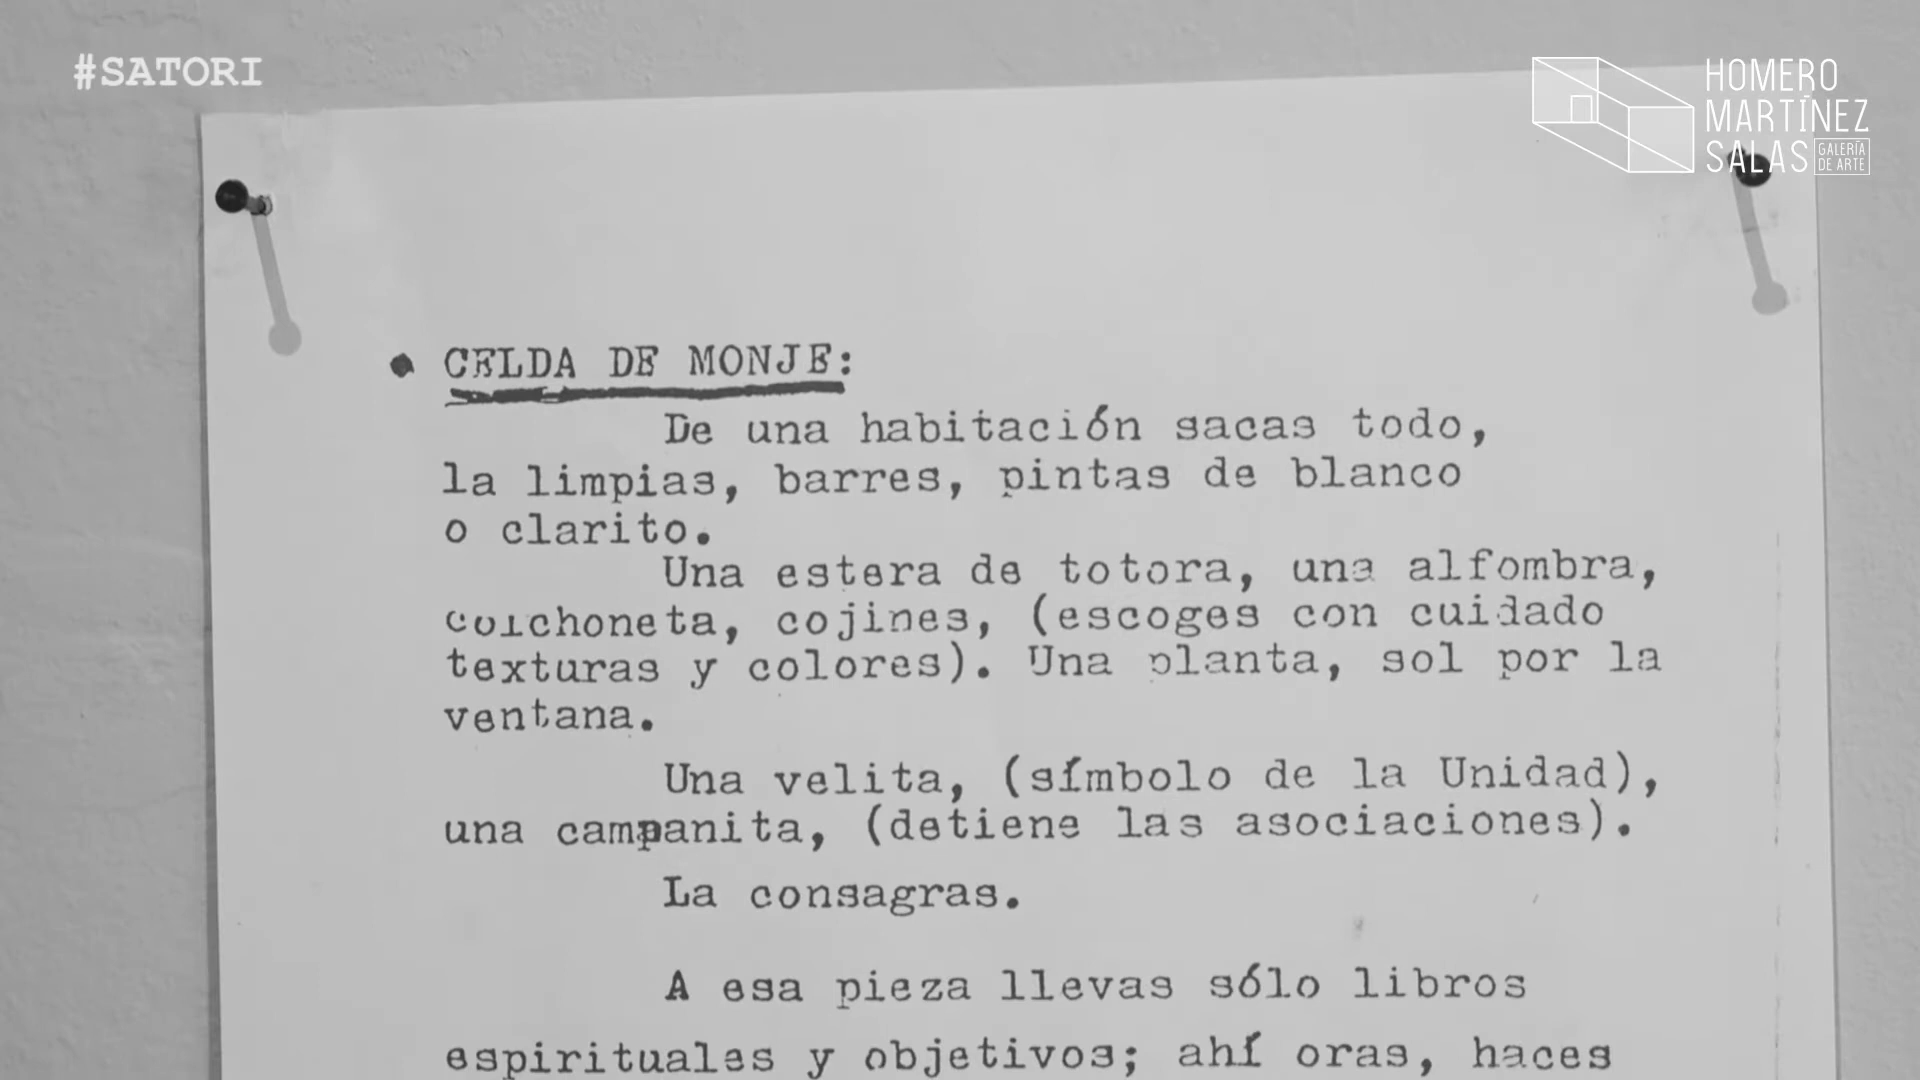 #SATORI
HOMERO
MARTÍNEZ
SALAS
GALERÍA
DE ARTE
CELDA DE MONJE:
De una habitación sacas todo,
la limpias, barres, pintas de blanco
o clarito.
Una estera de totora, una alfombra,
colchoneta, cojines, (escoges con cuidado
texturas y colores). Una planta, sol por la
ventana.
Una velita, (símbolo de la Unidad),
una campanita, (detiene las asociaciones).
La consagras.
A esa pieza llevas sólo libros
espirituales y objetivos; ahí oras, haces